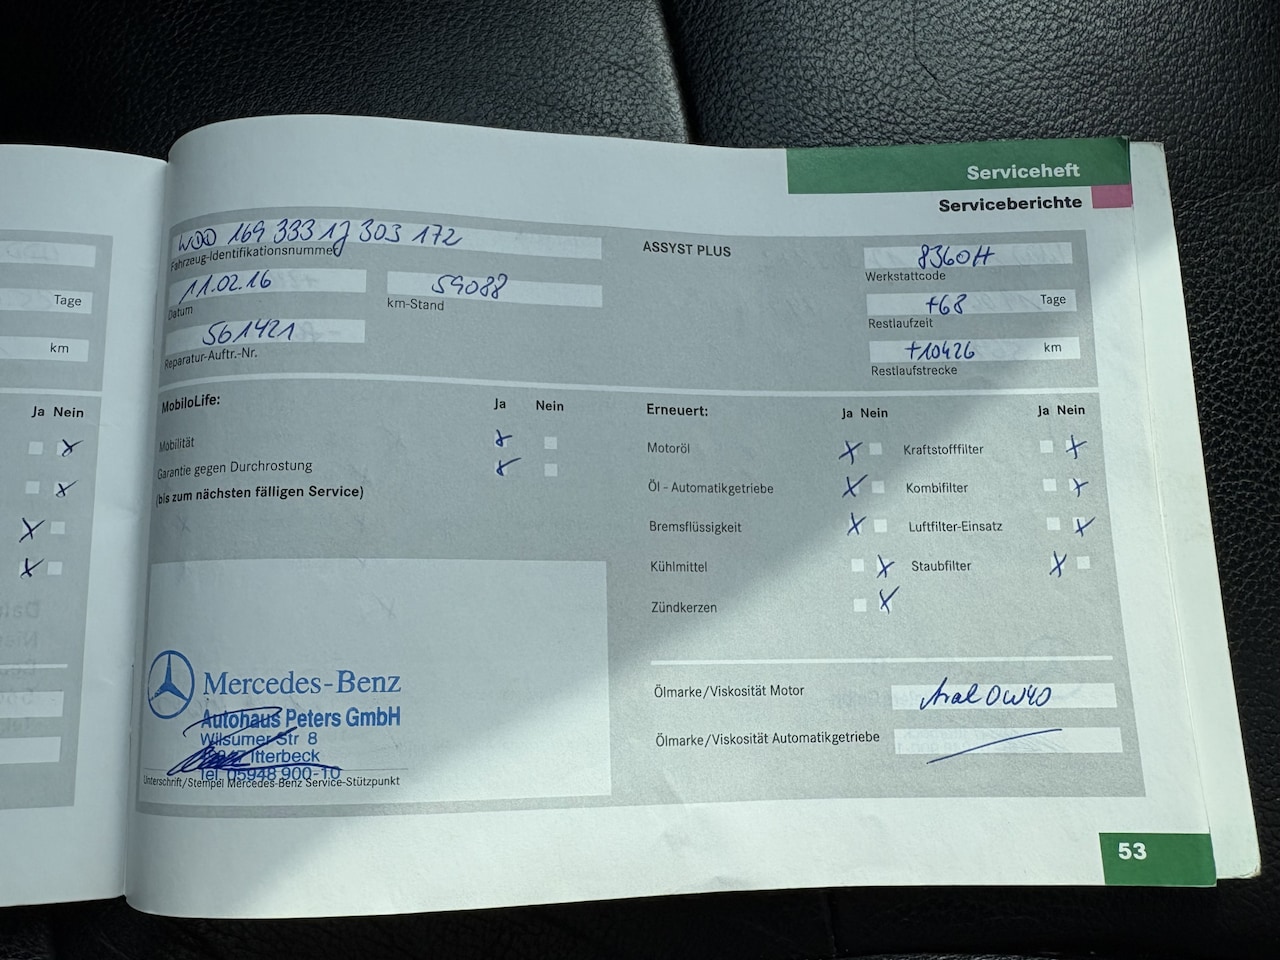 Tage
km
Ja Nein
Serviceheft
Serviceberichte
WDD 169 333 1J 303 172
Fahrzeug-Identifikationsnummer
11.02.16
Datum
59088
km-Stand
561421
Reparatur-Auftr.-Nr.
ASSYST PLUS
8360H
Werkstattcode
+68 Tage
Restlaufzeit
+10426 km
Restlaufstrecke
MobiloLife: Ja Nein
Mobilität
Garantie gegen Durchrostung
(bis zum nächsten fälligen Service)
Erneuert: Ja Nein Ja Nein
Motoröl Kraftstofffilter
Öl - Automatikgetriebe Kombifilter
Bremsflüssigkeit Luftfilter-Einsatz
Kühlmittel Staubfilter
Zündkerzen
Mercedes-Benz
Autohaus Peters GmbH
Wilsumer Str 8
Itterbeck
Tel. 05948 900-10
Unterschrift/Stempel Mercedes-Benz Service-Stützpunkt
Ölmarke/Viskosität Motor Aral 0W40
Ölmarke/Viskosität Automatikgetriebe
53